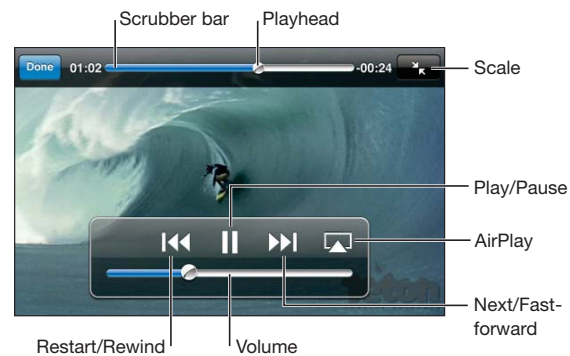 Scrubber bar
Playhead
Done
01:02
-00:24
Scale
Play/Pause
AirPlay
Next/Fast-
forward
Restart/Rewind
Volume